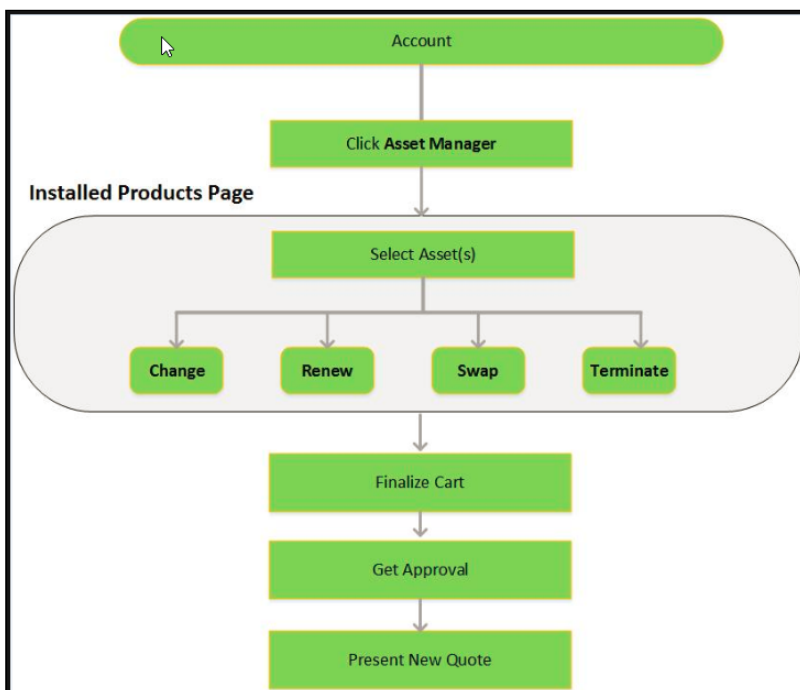 Account
Click Asset Manager
Installed Products Page
Select Asset(s)
Change Renew Swap Terminate
Finalize Cart
Get Approval
Present New Quote